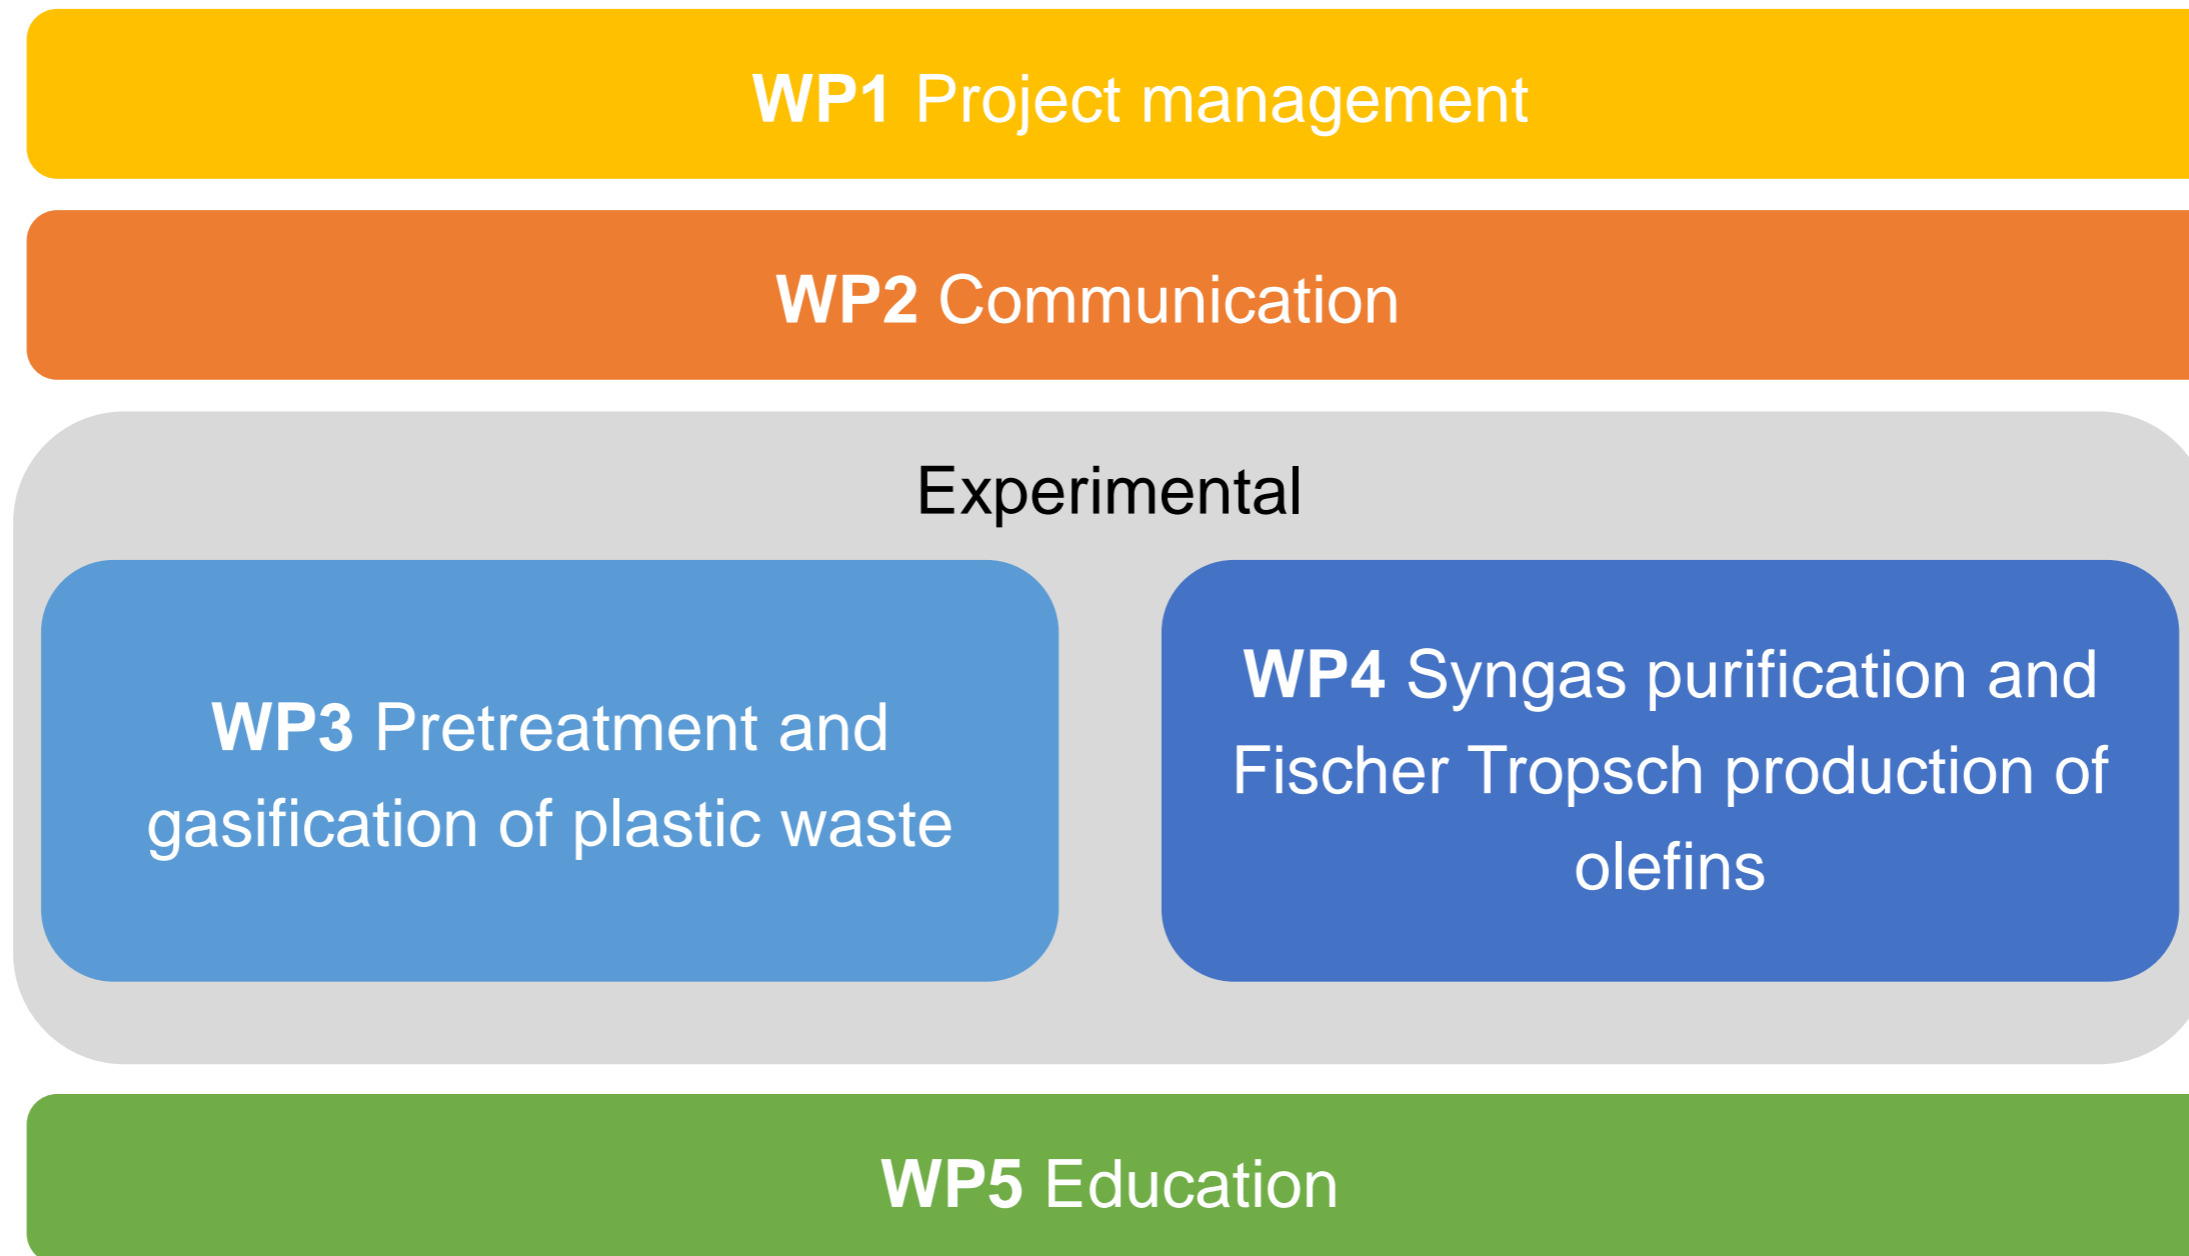 WP1 Project management
WP2 Communication
Experimental
WP3 Pretreatment and
gasification of plastic waste
WP4 Syngas purification and
Fischer Tropsch production of
olefins
WP5 Education